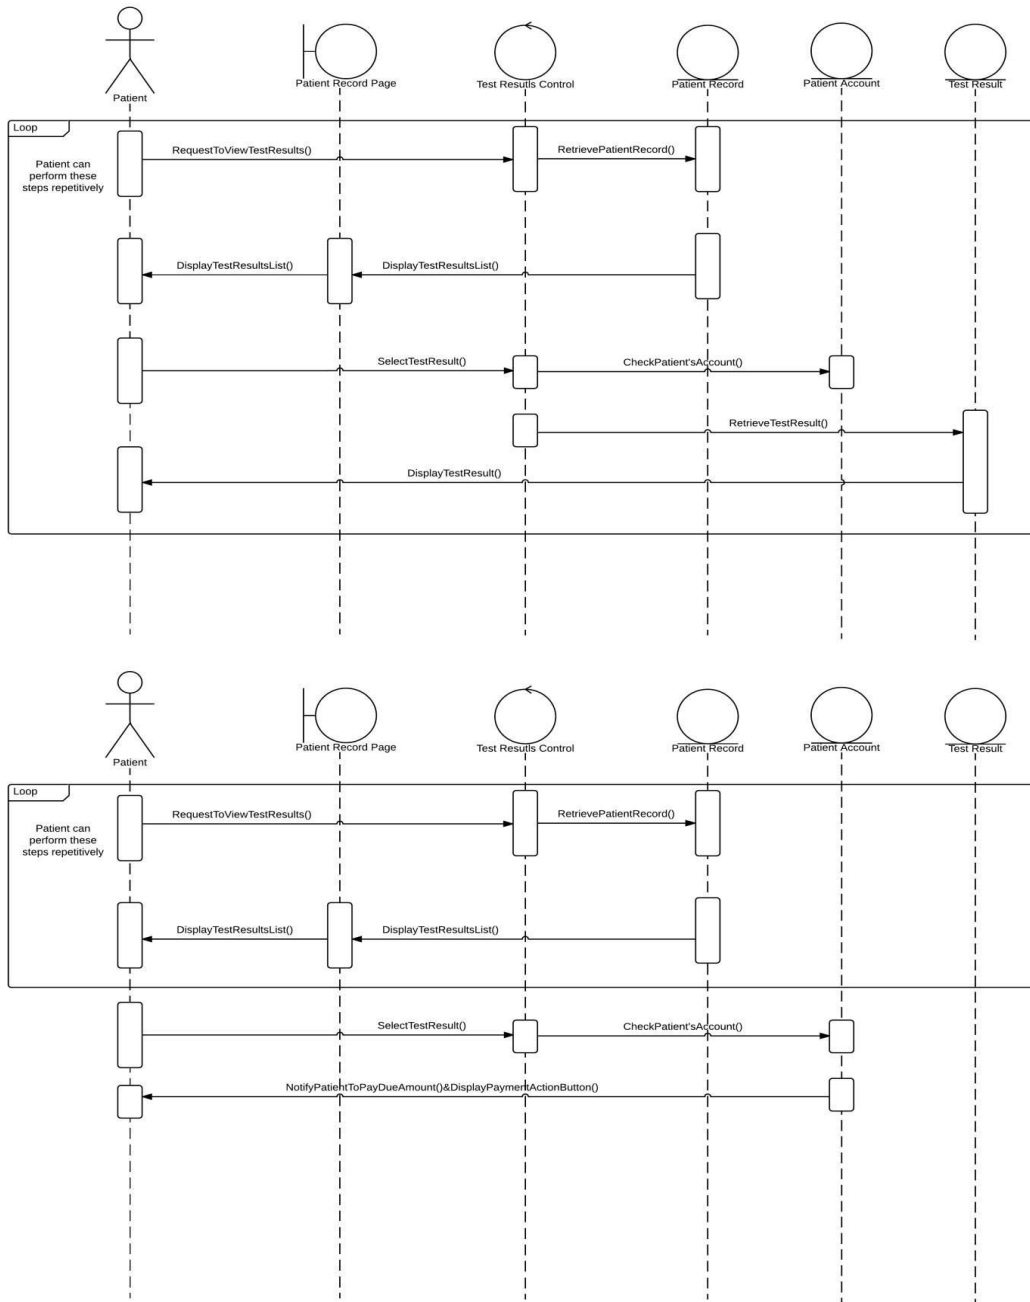 Patient
Patient Record Page
Test Resutls Control
Patient Record
Patient Account
Test Result
Loop
Patient can
perform these
steps repetitively
RequestToViewTestResults()
RetrievePatientRecord()
DisplayTestResultsList()
DisplayTestResultsList()
SelectTestResult()
CheckPatient'sAccount()
RetrieveTestResult()
DisplayTestResult()
Patient
Patient Record Page
Test Resutls Control
Patient Record
Patient Account
Test Result
Loop
Patient can
perform these
steps repetitively
RequestToViewTestResults()
RetrievePatientRecord()
DisplayTestResultsList()
DisplayTestResultsList()
SelectTestResult()
CheckPatient'sAccount()
NotifyPatientToPayDueAmount()&DisplayPaymentActionButton()